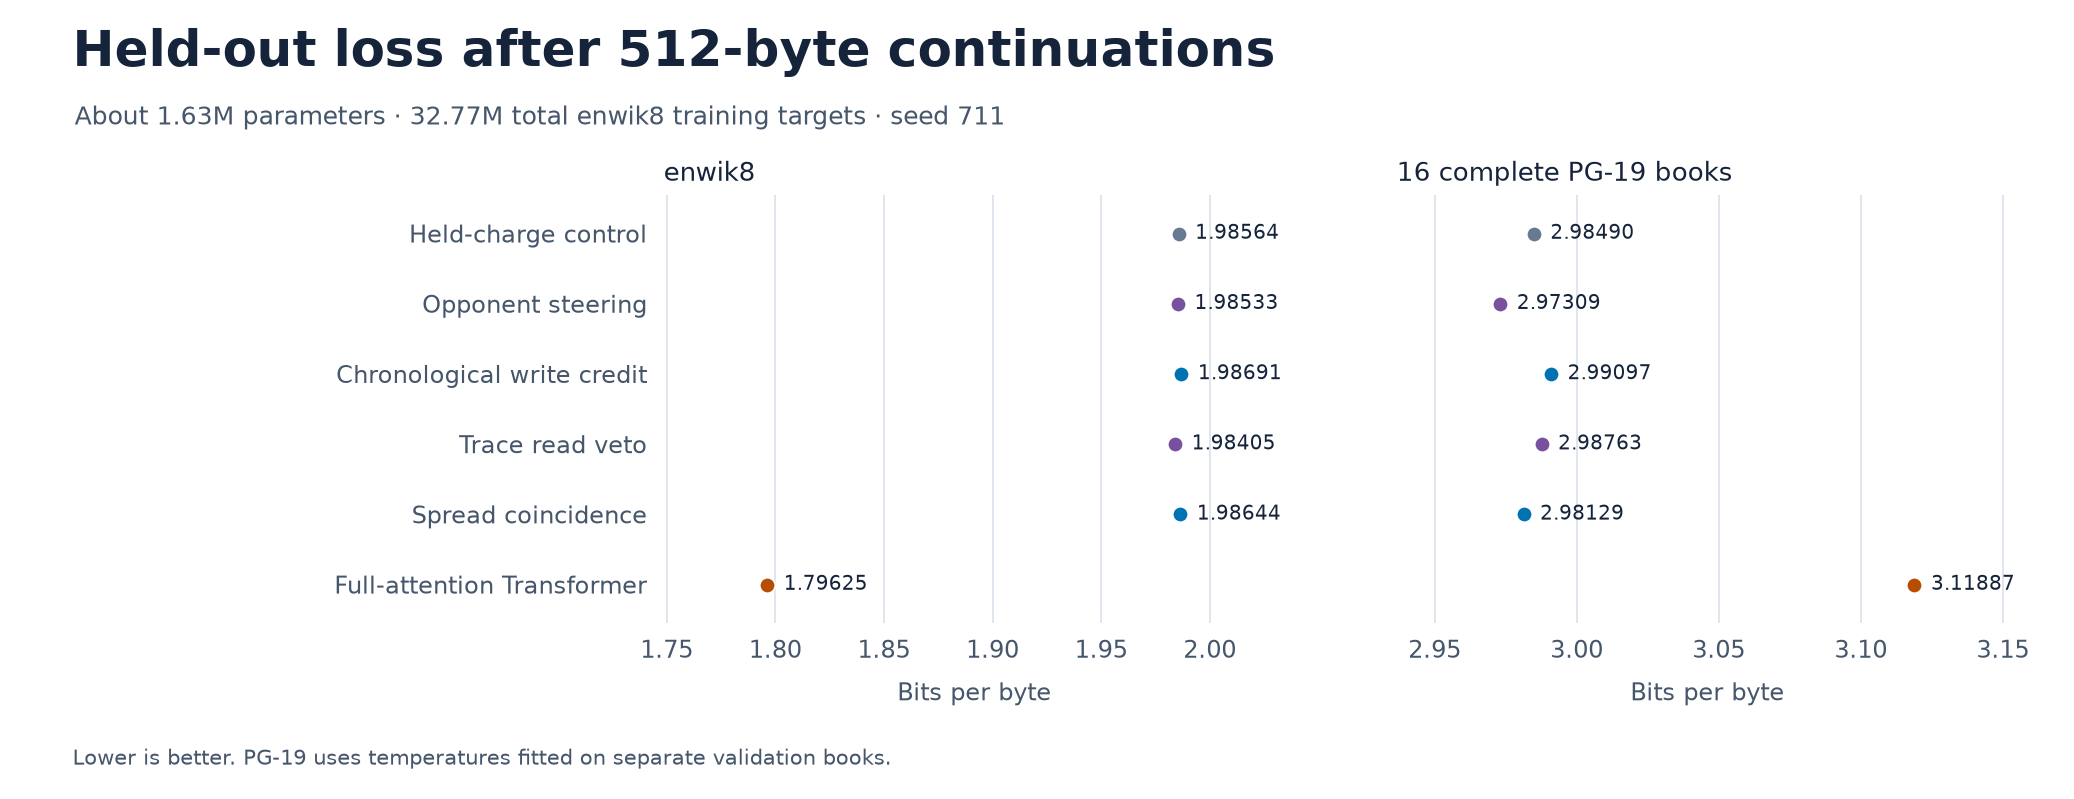 Held-out loss after 512-byte continuations
About 1.63M parameters · 32.77M total enwik8 training targets · seed 711
enwik8
16 complete PG-19 books
Held-charge control 1.98564 2.98490
Opponent steering 1.98533 2.97309
Chronological write credit 1.98691 2.99097
Trace read veto 1.98405 2.98763
Spread coincidence 1.98644 2.98129
Full-attention Transformer 1.79625 3.11887
1.75 1.80 1.85 1.90 1.95 2.00 2.95 3.00 3.05 3.10 3.15
Bits per byte Bits per byte
Lower is better. PG-19 uses temperatures fitted on separate validation books.